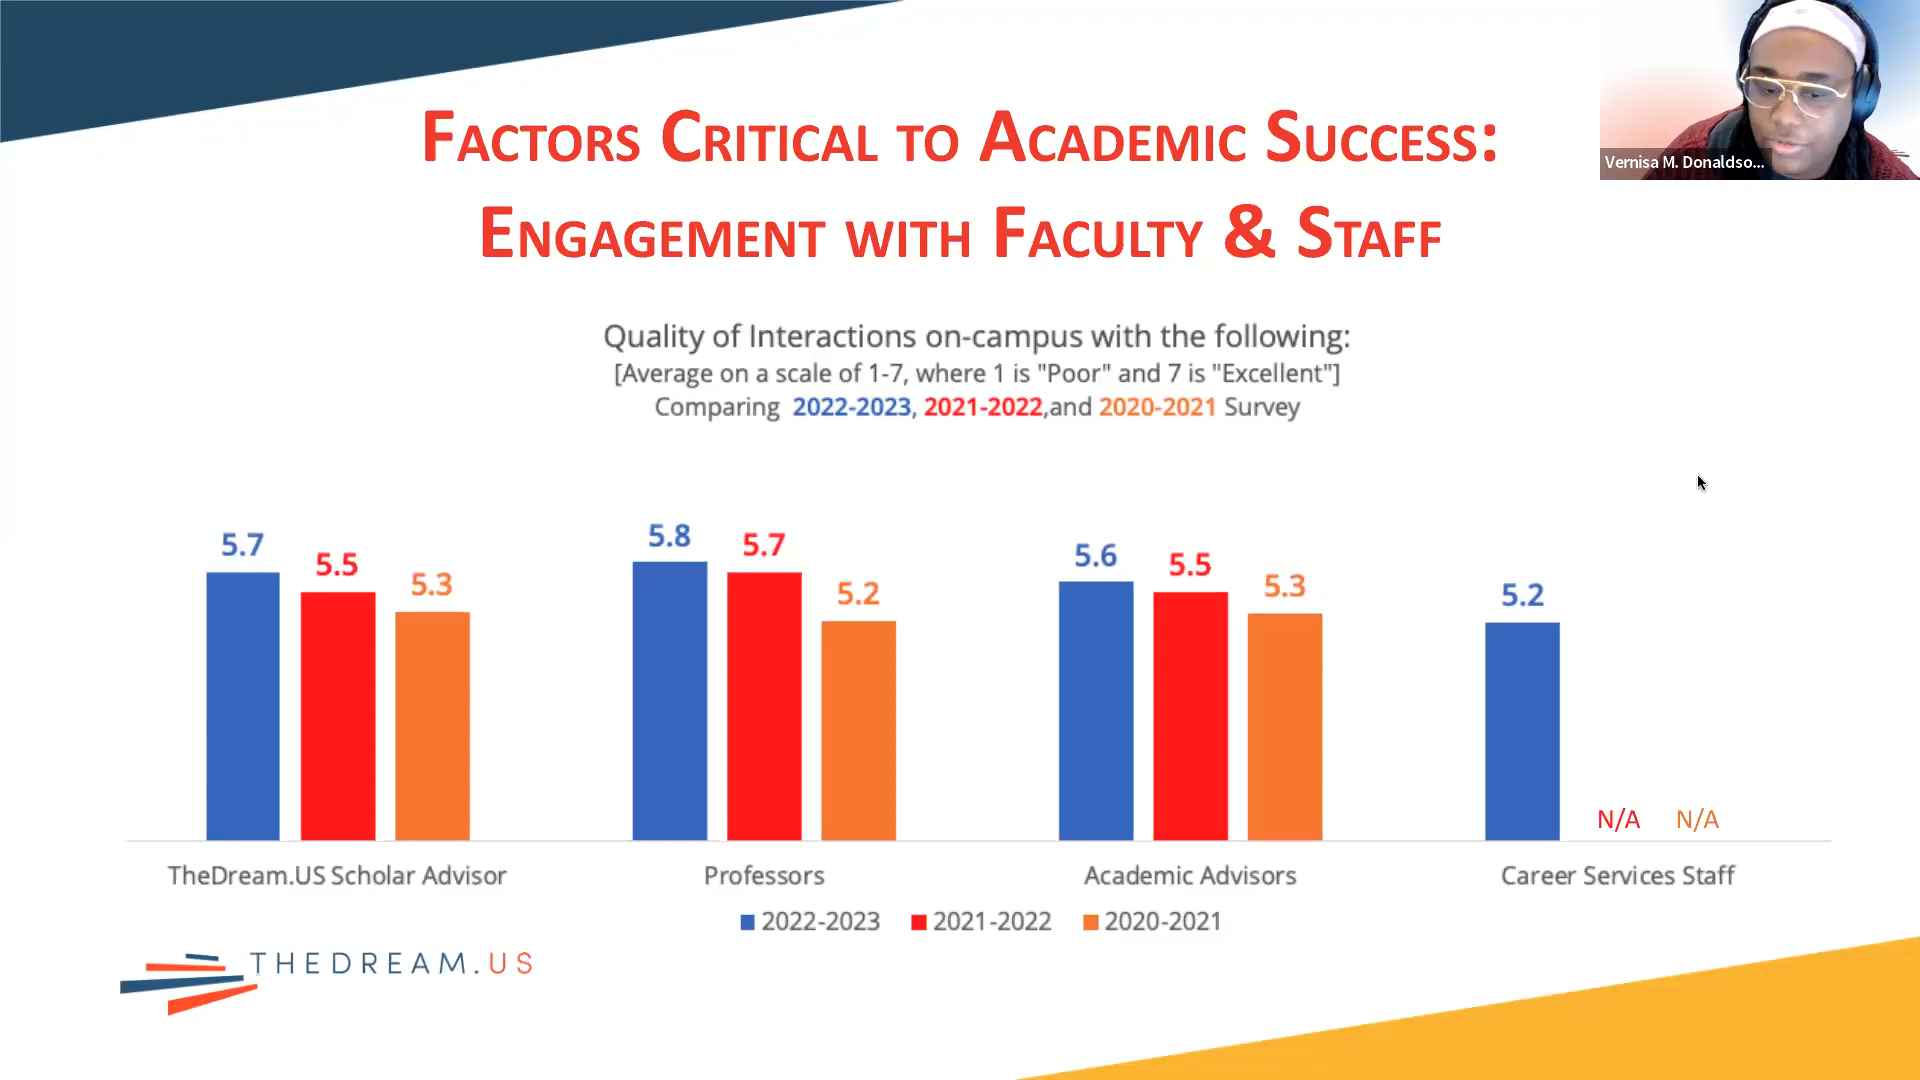 Factors Critical to Academic Success:
Engagement with Faculty & Staff
Vernisa M. Donaldso...
Quality of Interactions on-campus with the following:
[Average on a scale of 1-7, where 1 is "Poor" and 7 is "Excellent"]
Comparing 2022-2023, 2021-2022,and 2020-2021 Survey
5.7 5.5 5.3
5.8 5.7 5.2
5.6 5.5 5.3
5.2 N/A N/A
TheDream.US Scholar Advisor
Professors
Academic Advisors
Career Services Staff
2022-2023 2021-2022 2020-2021
THEDREAM.US